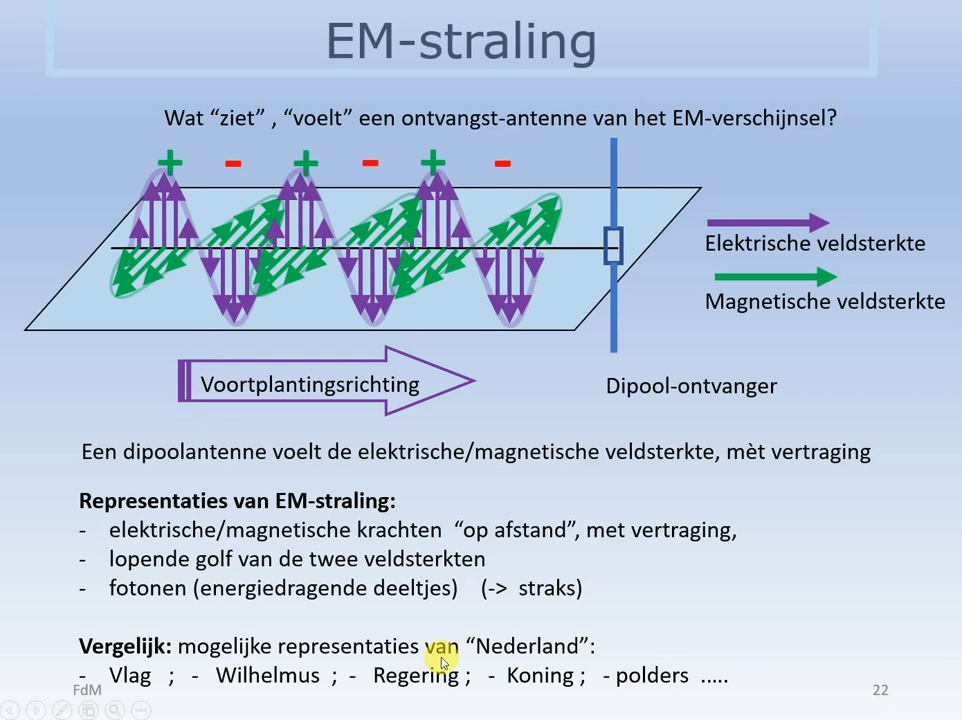 EM-straling
Wat “ziet” , “voelt” een ontvangst-antenne van het EM-verschijnsel?
+ - + - + -
Elektrische veldsterkte
Magnetische veldsterkte
Voortplantingsrichting
Dipool-ontvanger
Een dipoolantenne voelt de elektrische/magnetische veldsterkte, mèt vertraging
Representaties van EM-straling:
- elektrische/magnetische krachten “op afstand”, met vertraging,
- lopende golf van de twee veldsterkten
- fotonen (energiedragende deeltjes) (-> straks)
Vergelijk: mogelijke representaties van “Nederland”:
- Vlag ; - Wilhelmus ; - Regering ; - Koning ; - polders .....
FdM
22